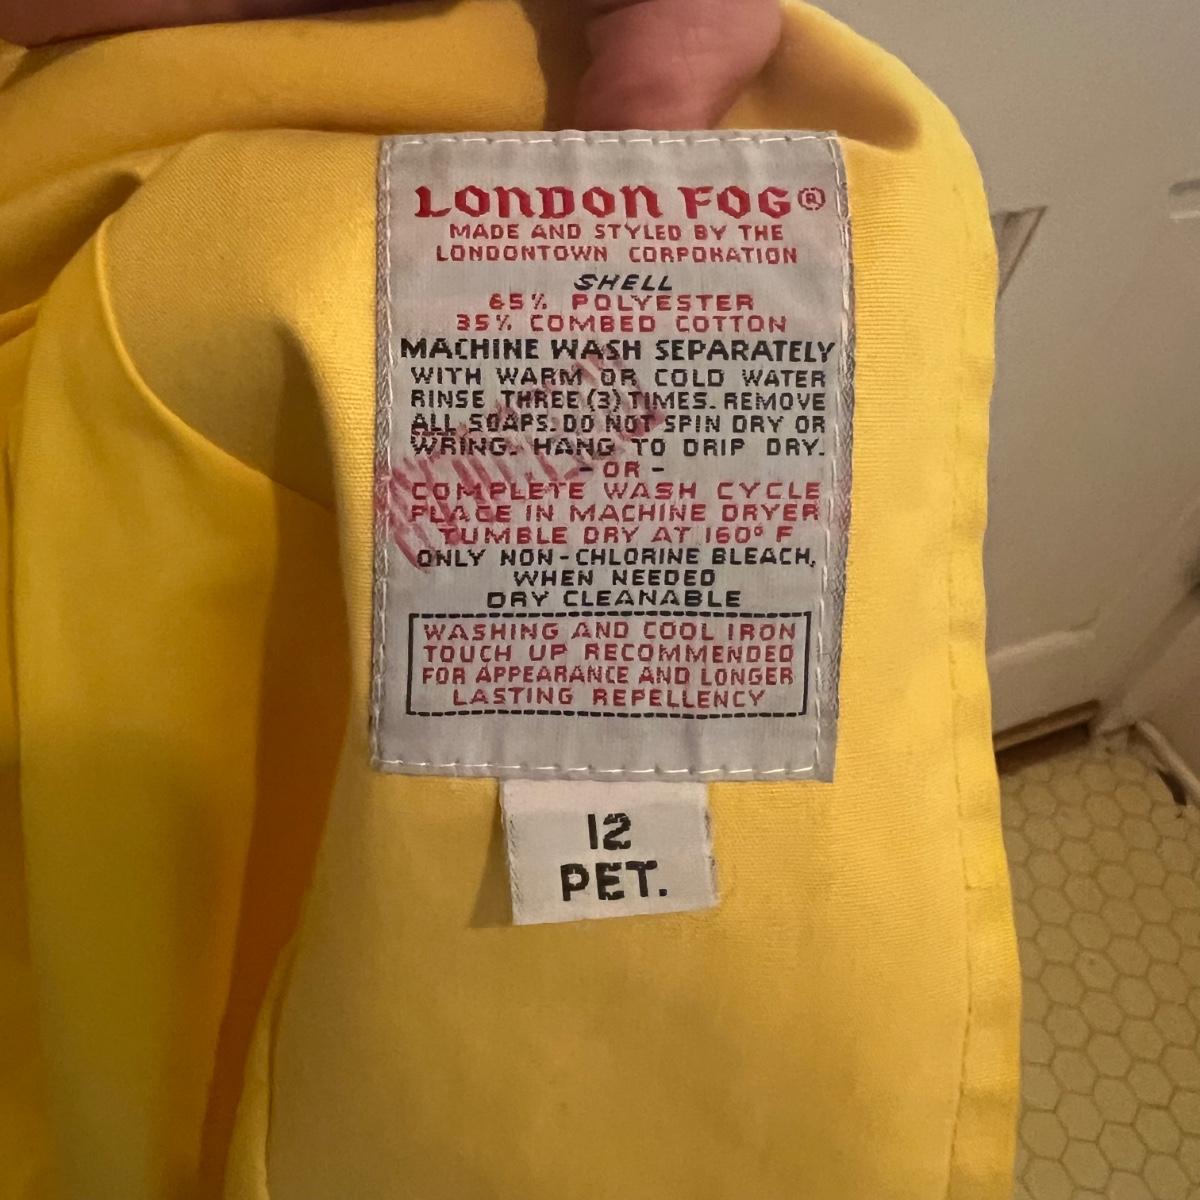 LONDON FOG®
MADE AND STYLED BY THE
LONDONTOWN CORPORATION
SHELL
65% POLYESTER
35% COMBED COTTON
MACHINE WASH SEPARATELY
WITH WARM OR COLD WATER
RINSE THREE (3) TIMES. REMOVE
ALL SOAPS. DO NOT SPIN DRY OR
WRING. HANG TO DRIP DRY.
- OR -
COMPLETE WASH CYCLE
PLACE IN MACHINE DRYER
TUMBLE DRY AT 160° F
ONLY NON-CHLORINE BLEACH,
WHEN NEEDED
DRY CLEANABLE
WASHING AND COOL IRON
TOUCH UP RECOMMENDED
FOR APPEARANCE AND LONGER
LASTING REPELLENCY
12
PET.